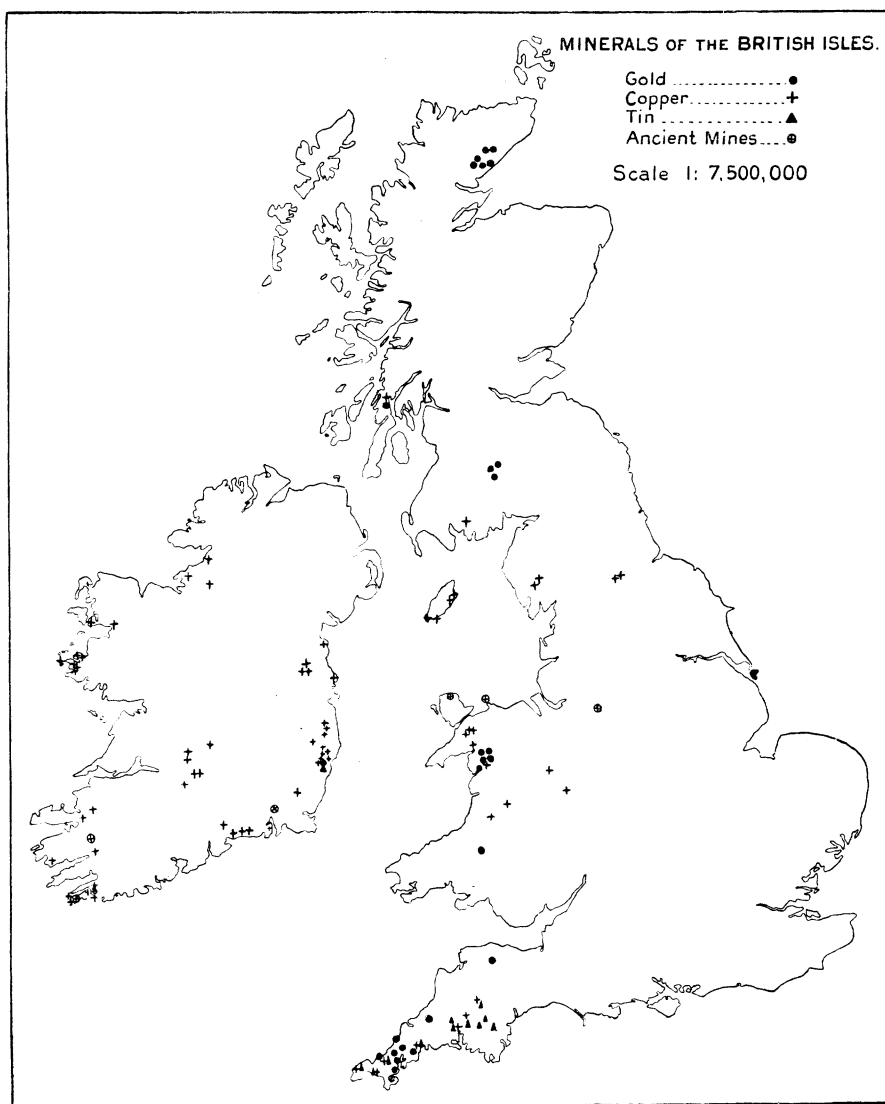 MINERALS OF THE BRITISH ISLES.
Gold
Copper
Tin
Ancient Mines
Scale 1: 7,500,000